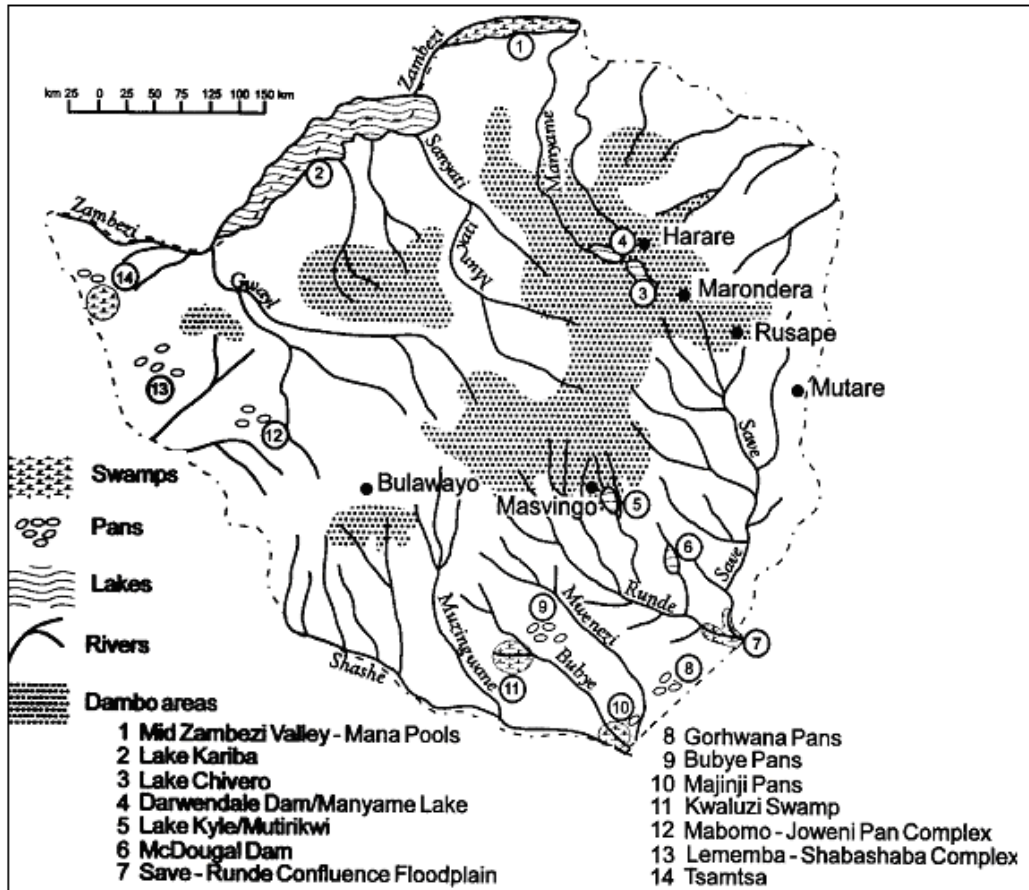 1
Zambezi
km 25 0 25 50 75 100 150 km
Sanyati
Manyame
2
Zambezi
Munyati
4
Harare
14
Gwayi
3
Marondera
Rusape
13
Mutare
12
Save
Swamps
Bulawayo
Masvingo
5
Pans
6
Save
Lakes
Runde
9
Mwenezi
7
Rivers
Muzingwane
Bubye
8
Shashe
11
10
Dambo areas
1 Mid Zambezi Valley - Mana Pools
2 Lake Kariba
3 Lake Chivero
4 Darwendale Dam/Manyame Lake
5 Lake Kyle/Mutirikwi
6 McDougal Dam
7 Save - Runde Confluence Floodplain
8 Gorhwana Pans
9 Bubye Pans
10 Majinji Pans
11 Kwaluzi Swamp
12 Mabomo - Joweni Pan Complex
13 Lememba - Shabashaba Complex
14 Tsamtsa